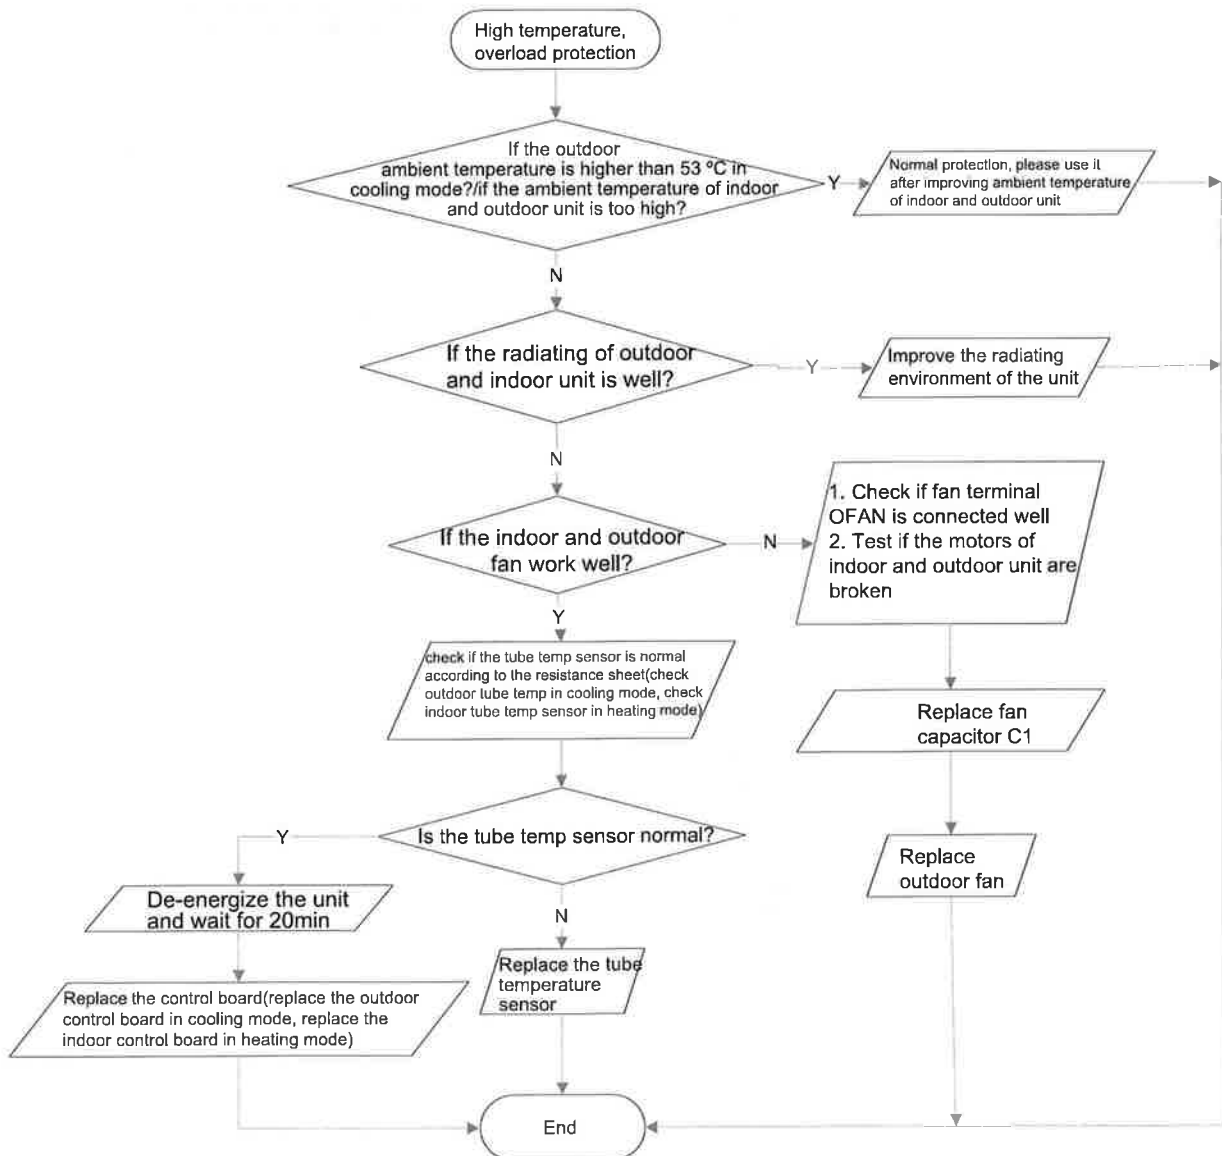 High temperature,
overload protection
If the outdoor
ambient temperature is higher than 53 ºC in
cooling mode?/if the ambient temperature of indoor
and outdoor unit is too high?
Y
Normal protection, please use it
after improving ambient temperature
of indoor and outdoor unit
N
If the radiating of outdoor
and indoor unit is well?
Y
Improve the radiating
environment of the unit
N
If the indoor and outdoor
fan work well?
N
1. Check if fan terminal
OFAN is connected well
2. Test if the motors of
indoor and outdoor unit are
broken
Y
check if the tube temp sensor is normal
according to the resistance sheet(check
outdoor tube temp in cooling mode, check
indoor tube temp sensor in heating mode)
Replace fan
capacitor C1
Is the tube temp sensor normal?
Y
Replace
outdoor fan
De-energize the unit
and wait for 20min
N
Replace the tube
temperature
sensor
Replace the control board(replace the outdoor
control board in cooling mode, replace the
indoor control board in heating mode)
End